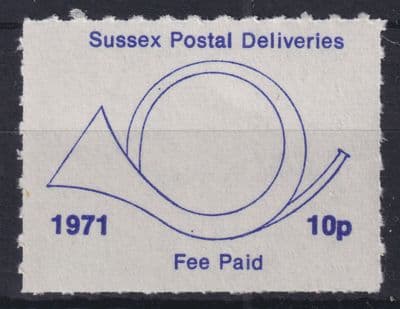 Sussex Postal Deliveries
1971 10p
Fee Paid